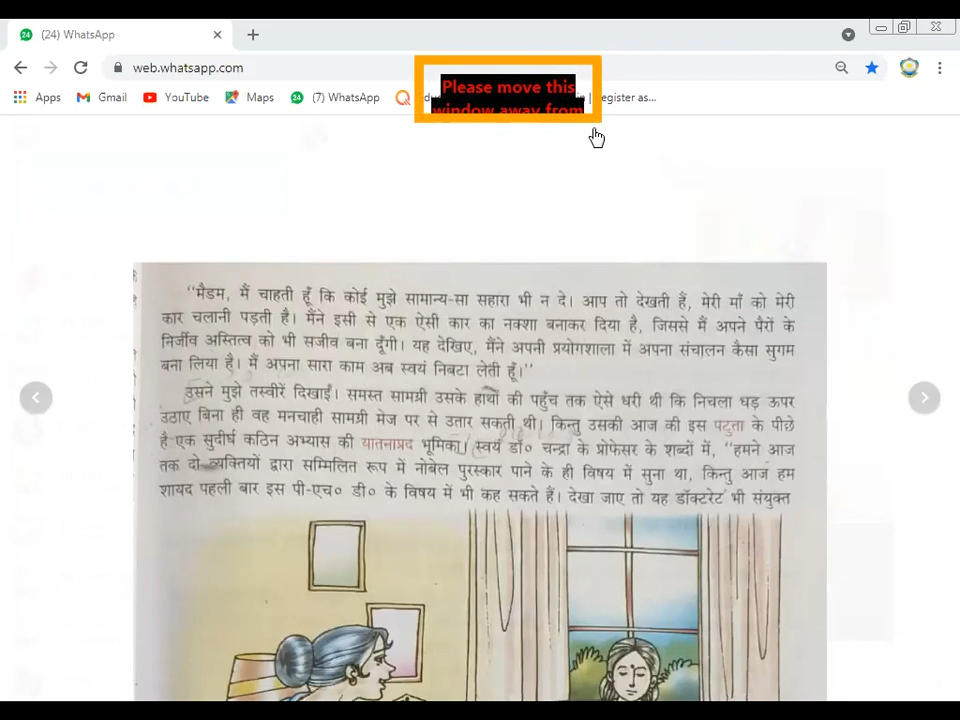 (24) WhatsApp
web.whatsapp.com
Please move this
window away from
Apps Gmail YouTube Maps (7) WhatsApp | Register as...
“मैडम, मैं चाहती हूँ कि कोई मुझे सामान्य-सा सहारा भी न दे। आप तो देखती हैं, मेरी माँ को मेरी
कार चलानी पड़ती है। मैंने इसी से एक ऐसी कार का नक्शा बनाकर दिया है, जिससे मैं अपने पैरों के
निर्जीव अस्तित्व को भी सजीव बना दूँगी। यह देखिए, मैंने अपनी प्रयोगशाला में अपना संचालन कैसा सुगम
बना लिया है। मैं अपना सारा काम अब स्वयं निबटा लेती हूँ।”
उसने मुझे तस्वीरें दिखाईं। समस्त सामग्री उसके हाथों की पहुँच तक ऐसे धरी थी कि निचला धड़ ऊपर
उठाए बिना ही वह मनचाही सामग्री मेज पर से उतार सकती थी। किन्तु उसकी आज की इस पटुता के पीछे
है-एक सुदीर्घ कठिन अभ्यास की यातनाप्रद भूमिका। स्वयं डॉ० चन्द्रा के प्रोफेसर के शब्दों में, “हमने आज
तक दो व्यक्तियों द्वारा सम्मिलित रूप में नोबेल पुरस्कार पाने के ही विषय में सुना था, किन्तु आज हम
शायद पहली बार इस पी-एच० डी० के विषय में भी कह सकते हैं। देखा जाए तो यह डॉक्टरेट भी संयुक्त